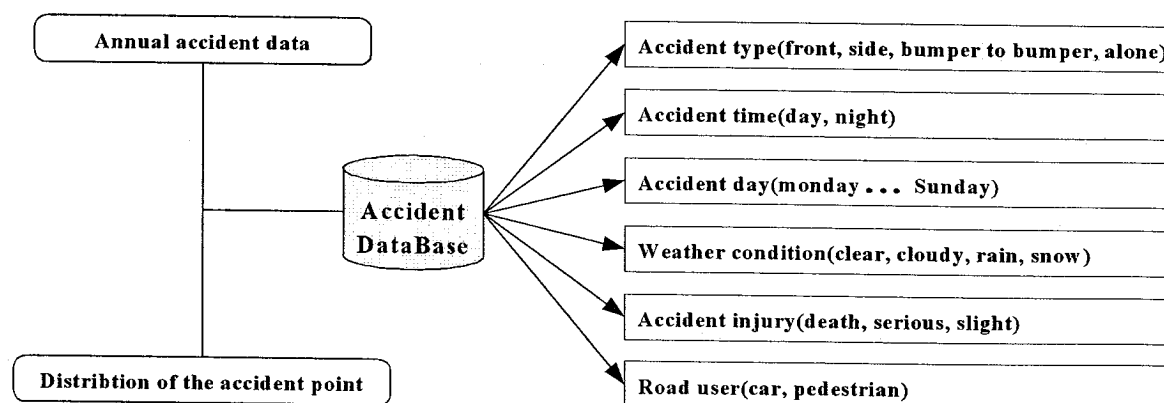 Annual accident data
Accident
DataBase
Distribtion of the accident point
Accident type(front, side, bumper to bumper, alone)
Accident time(day, night)
Accident day(monday ... Sunday)
Weather condition(clear, cloudy, rain, snow)
Accident injury(death, serious, slight)
Road user(car, pedestrian)